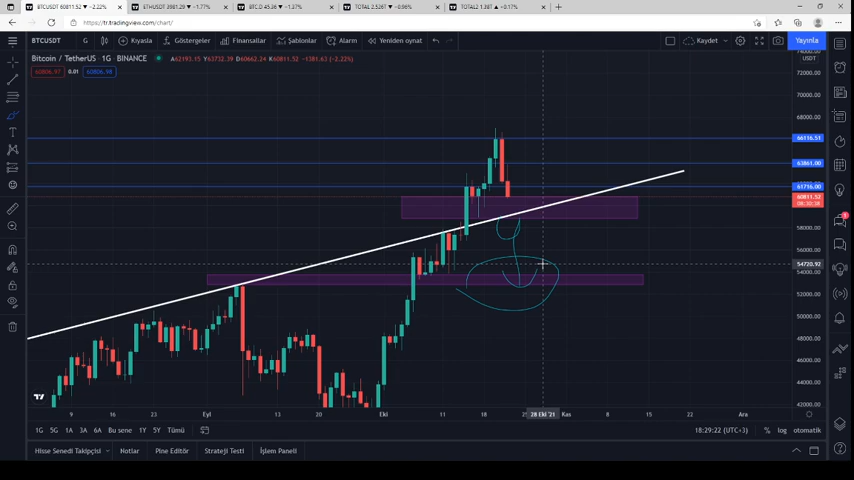 BTCUSDT 60811.52 −2.22%
ETHUSDT 3981.29 −1.77%
BTC.D 45.36 −1.37%
TOTAL 2.528T −0.96%
TOTAL2 1.38T +0.17%
https://tr.tradingview.com/chart/
BTCUSDT G Kıyasla Göstergeler Finansallar Şablonlar Alarm Yeniden oynat Kaydet Yayınla
Bitcoin / TetherUS 1G BINANCE A62193.15 Y63732.39 D60662.24 K60811.52 −1381.63 (−2.22%)
60806.97 0.01 60806.98
USDT
72000.00
70000.00
68000.00
66116.51
63861.00
61716.00
60811.52
58000.00
56000.00
54720.92
54000.00
52000.00
50000.00
48000.00
46000.00
44000.00
42000.00
9 16 23 Eyl 13 20 Eki 11 18 28 Eki '21 Kas 8 15 22 Ara
1G 5G 1A 3A 6A Bu sene 1Y 5Y Tümü 18:29:22 (UTC+3) % log otomatik
Hisse Senedi Takipçisi Notlar Pine Editör Strateji Testi İşlem Paneli